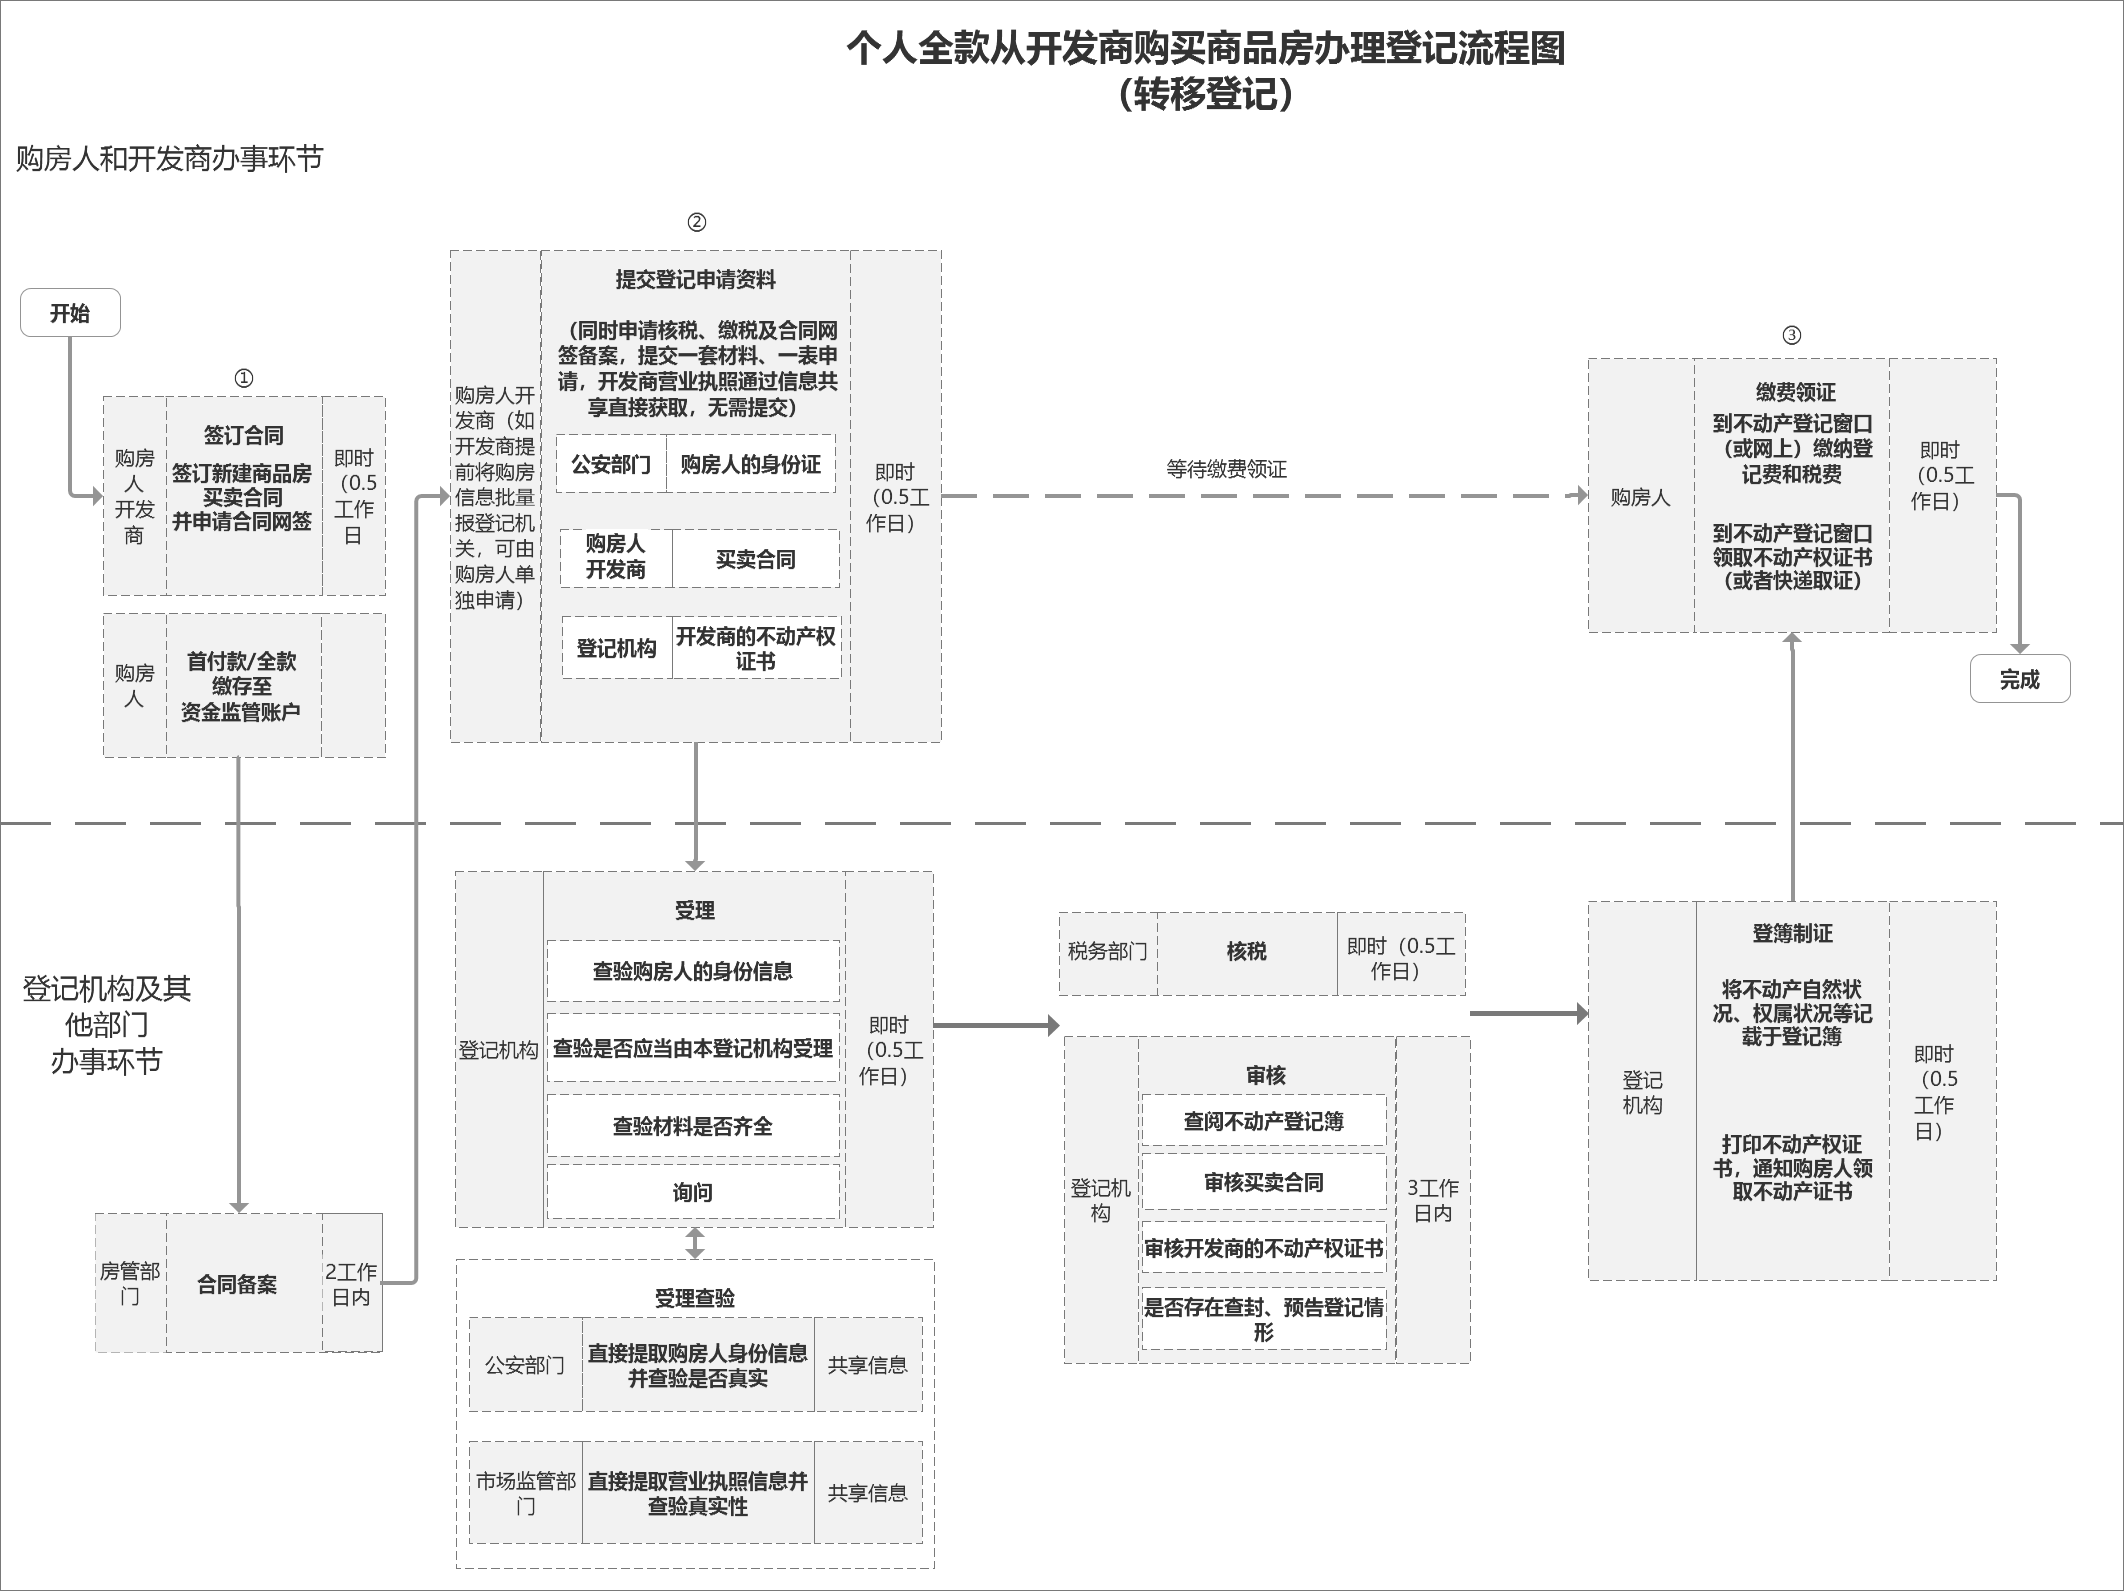 个人全款从开发商购买商品房办理登记流程图
（转移登记）
购房人和开发商办事环节
开始
①
购房
人
开发
商
签订合同
签订新建商品房
买卖合同
并申请合同网签
即时
（0.5
工作
日
购房
人
首付款/全款
缴存至
资金监管账户
②
购房人开
发商（如
开发商提
前将购房
信息批量
报登记机
关，可由
购房人单
独申请）
提交登记申请资料
（同时申请核税、缴税及合同网
签备案，提交一套材料、一表申
请，开发商营业执照通过信息共
享直接获取，无需提交）
公安部门
购房人的身份证
购房人
开发商
买卖合同
登记机构
开发商的不动产权
证书
即时
（0.5工
作日）
等待缴费领证
③
购房人
缴费领证
到不动产登记窗口
（或网上）缴纳登
记费和税费
到不动产登记窗口
领取不动产权证书
（或者快递取证）
即时
（0.5工
作日）
完成
登记机构及其
他部门
办事环节
房管部
门
合同备案
2工作
日内
登记机构
受理
查验购房人的身份信息
查验是否应当由本登记机构受理
查验材料是否齐全
询问
即时
（0.5工
作日）
受理查验
公安部门
直接提取购房人身份信息
并查验是否真实
共享信息
市场监管部
门
直接提取营业执照信息并
查验真实性
共享信息
税务部门
核税
即时（0.5工
作日）
登记机
构
审核
查阅不动产登记簿
审核买卖合同
审核开发商的不动产权证书
是否存在查封、预告登记情
形
3工作
日内
登记
机构
登簿制证
将不动产自然状
况、权属状况等记
载于登记簿
打印不动产权证
书，通知购房人领
取不动产证书
即时
（0.5
工作
日）